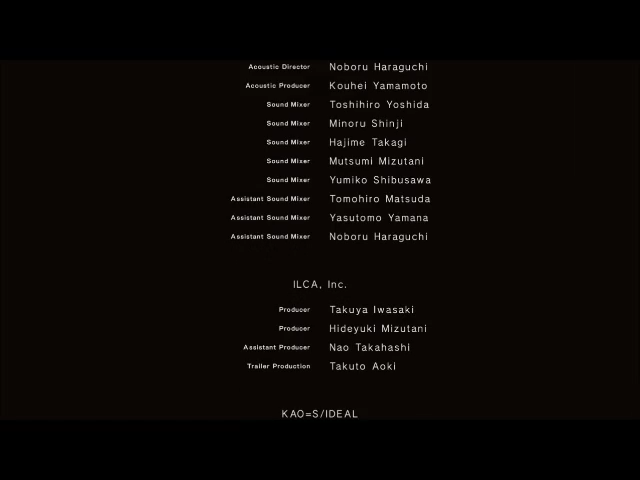 Acoustic Director Noboru Haraguchi
Acoustic Producer Kouhei Yamamoto
Sound Mixer Toshihiro Yoshida
Sound Mixer Minoru Shinji
Sound Mixer Hajime Takagi
Sound Mixer Mutsumi Mizutani
Sound Mixer Yumiko Shibusawa
Assistant Sound Mixer Tomohiro Matsuda
Assistant Sound Mixer Yasutomo Yamana
Assistant Sound Mixer Noboru Haraguchi
ILCA, Inc.
Producer Takuya Iwasaki
Producer Hideyuki Mizutani
Assistant Producer Nao Takahashi
Trailer Production Takuto Aoki
KAO=S/IDEAL